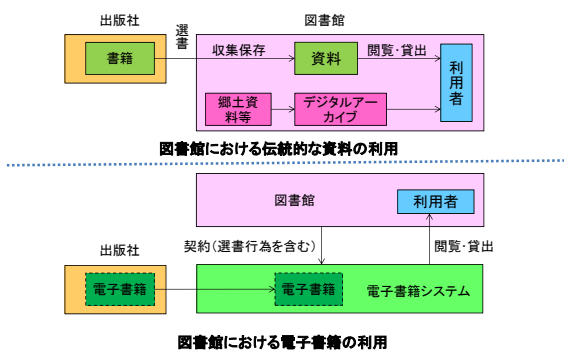 出版社
選書
図書館
書籍
収集保存
資料
閲覧・貸出
利用者
郷土資
料等
デジタルアー
カイブ
図書館における伝統的な資料の利用
図書館
利用者
契約（選書行為を含む）
閲覧・貸出
出版社
電子書籍
電子書籍
電子書籍システム
図書館における電子書籍の利用